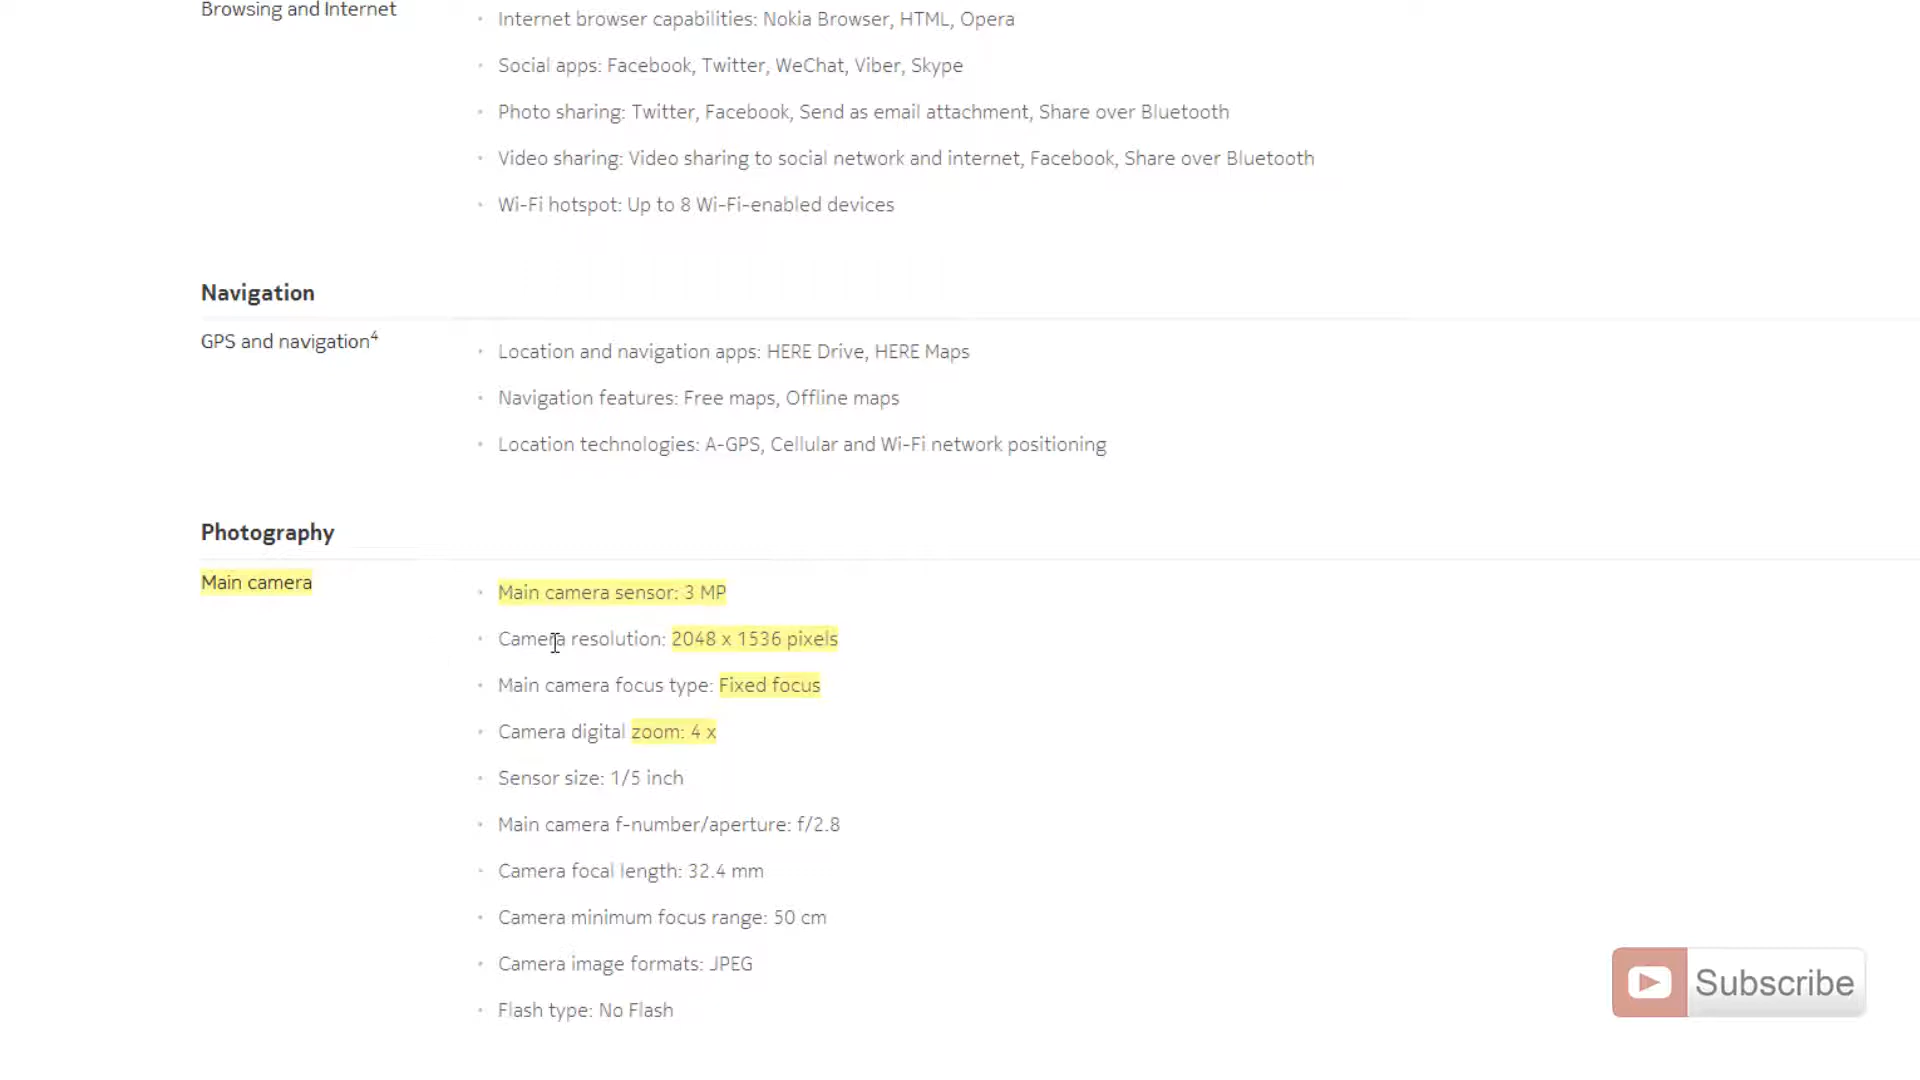 Browsing and Internet
Internet browser capabilities: Nokia Browser, HTML, Opera
Social apps: Facebook, Twitter, WeChat, Viber, Skype
Photo sharing: Twitter, Facebook, Send as email attachment, Share over Bluetooth
Video sharing: Video sharing to social network and internet, Facebook, Share over Bluetooth
Wi-Fi hotspot: Up to 8 Wi-Fi-enabled devices
Navigation
GPS and navigation⁴
Location and navigation apps: HERE Drive, HERE Maps
Navigation features: Free maps, Offline maps
Location technologies: A-GPS, Cellular and Wi-Fi network positioning
Photography
Main camera
Main camera sensor: 3 MP
Camera resolution: 2048 x 1536 pixels
Main camera focus type: Fixed focus
Camera digital zoom: 4 x
Sensor size: 1/5 inch
Main camera f-number/aperture: f/2.8
Camera focal length: 32.4 mm
Camera minimum focus range: 50 cm
Camera image formats: JPEG
Flash type: No Flash
Subscribe